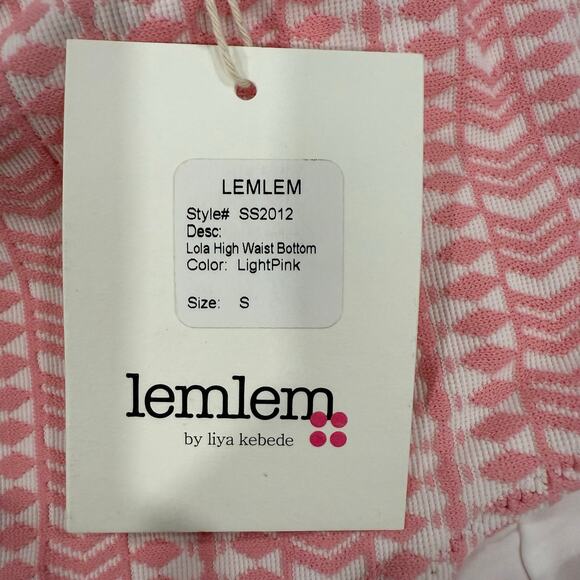 LEMLEM
Style# SS2012
Desc:
Lola High Waist Bottom
Color: LightPink
Size: S
lemlem
by liya kebede